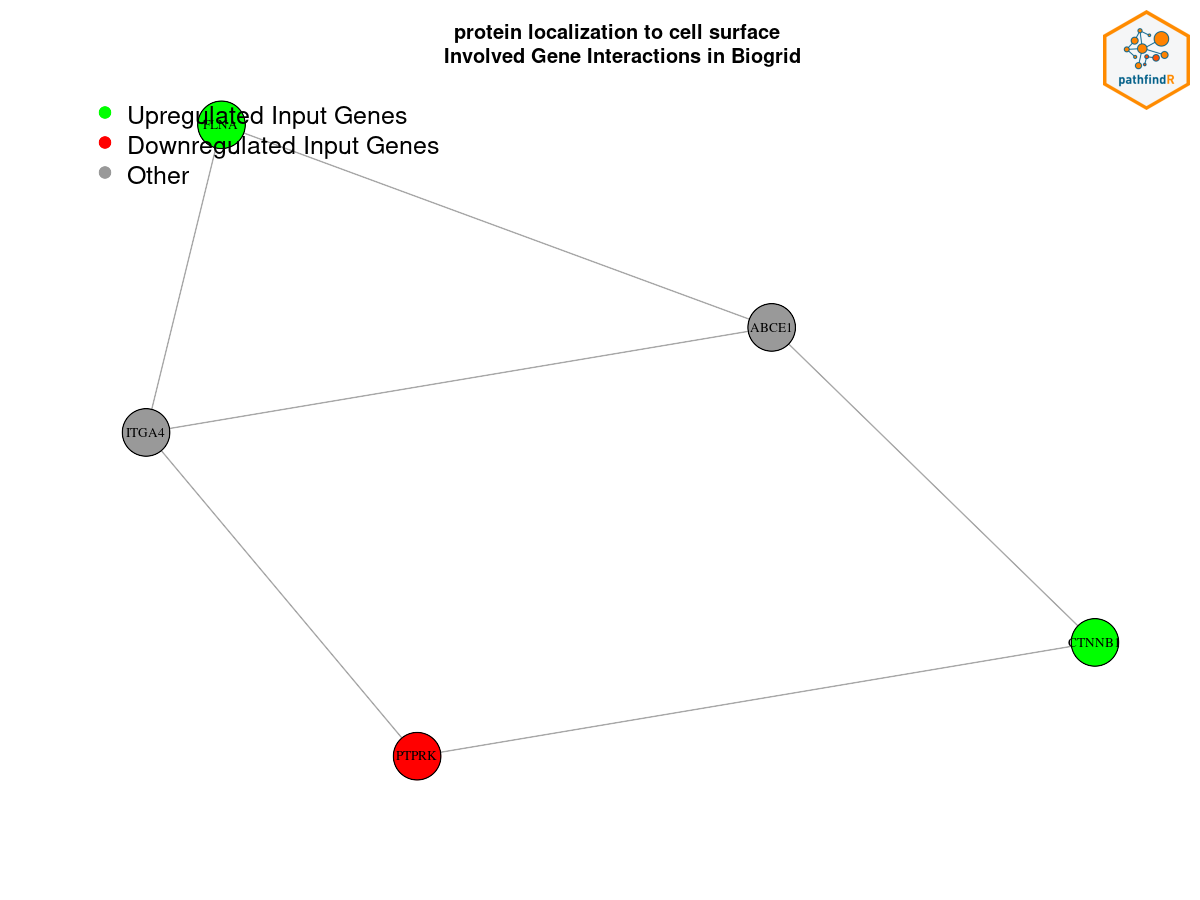 protein localization to cell surface
Involved Gene Interactions in Biogrid
pathfindR
Upregulated Input Genes
FLNA
Downregulated Input Genes
Other
ABCE1
ITGA4
CTNNB1
PTPRK